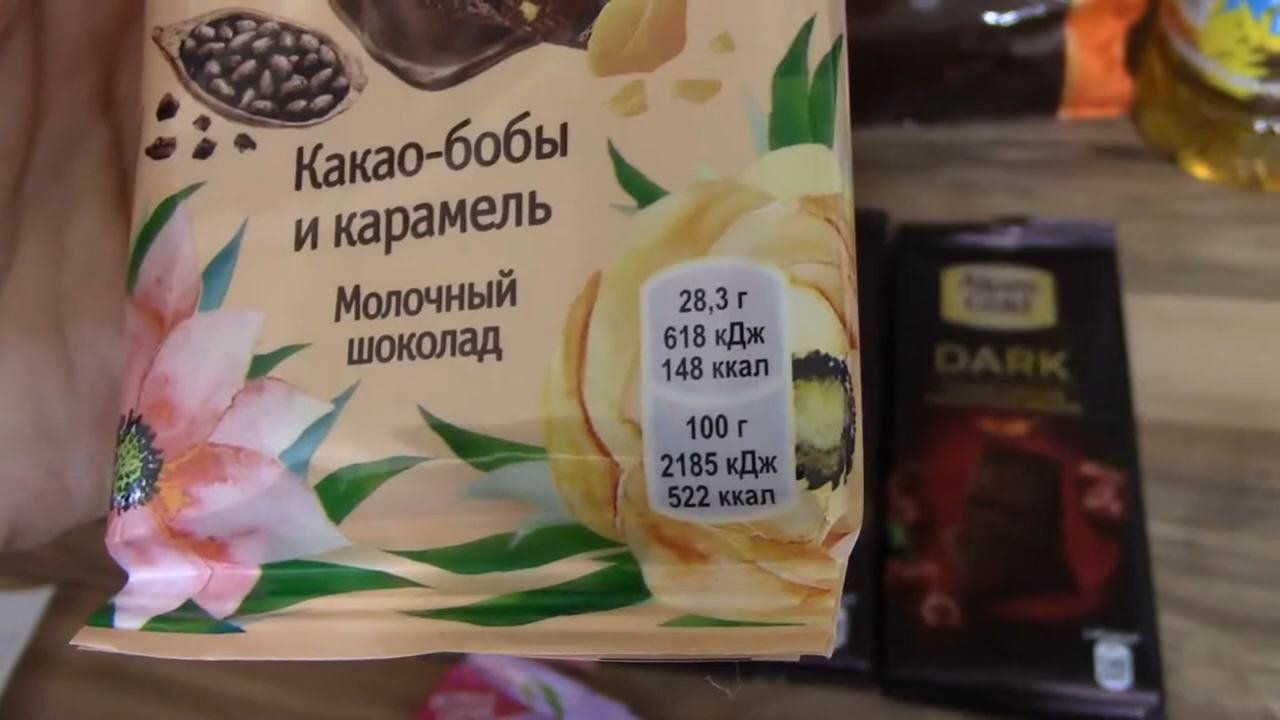 Какао-бобы
и карамель
Молочный
шоколад
28,3 г
618 кДж
148 ккал
100 г
2185 кДж
522 ккал
DARK